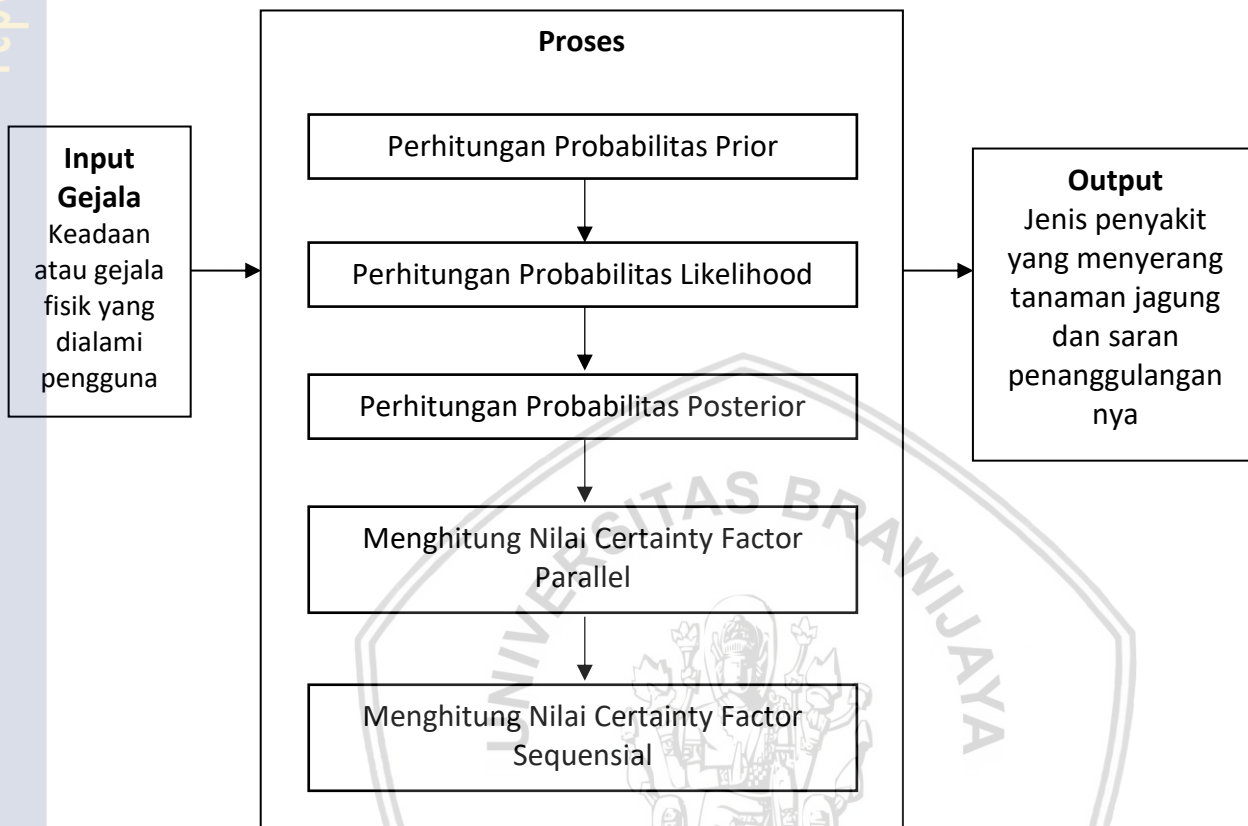 rep
Proses
Input
Gejala
Keadaan
atau gejala
fisik yang
dialami
pengguna
Perhitungan Probabilitas Prior
Perhitungan Probabilitas Likelihood
Perhitungan Probabilitas Posterior
Menghitung Nilai Certainty Factor
Parallel
Menghitung Nilai Certainty Factor
Sequensial
Output
Jenis penyakit
yang menyerang
tanaman jagung
dan saran
penanggulangan
nya
UNIVERSITAS BRAWIJAYA